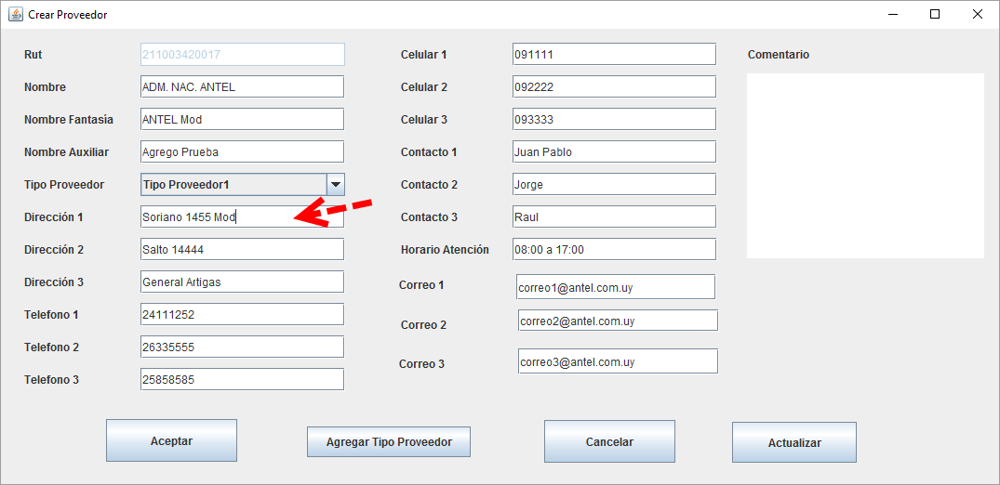 Crear Proveedor
Rut 211003420017
Nombre ADM. NAC. ANTEL
Nombre Fantasía ANTEL Mod
Nombre Auxiliar Agrego Prueba
Tipo Proveedor Tipo Proveedor1
Dirección 1 Soriano 1455 Mod
Dirección 2 Salto 14444
Dirección 3 General Artigas
Telefono 1 24111252
Telefono 2 26335555
Telefono 3 25858585
Celular 1 091111
Celular 2 092222
Celular 3 093333
Contacto 1 Juan Pablo
Contacto 2 Jorge
Contacto 3 Raul
Horario Atención 08:00 a 17:00
Correo 1 correo1@antel.com.uy
Correo 2 correo2@antel.com.uy
Correo 3 correo3@antel.com.uy
Comentario
Aceptar
Agregar Tipo Proveedor
Cancelar
Actualizar